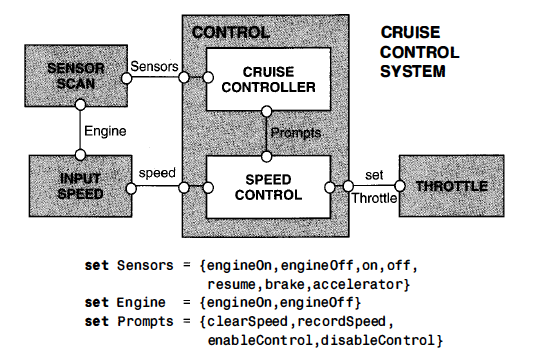 CONTROL
CRUISE
CONTROL
SYSTEM
SENSOR
SCAN
Sensors
CRUISE
CONTROLLER
Engine
Prompts
INPUT
SPEED
speed
SPEED
CONTROL
set
Throttle
THROTTLE
set Sensors = {engineOn,engineOff,on,off,
resume,brake,accelerator}
set Engine = {engineOn,engineOff}
set Prompts = {clearSpeed,recordSpeed,
enableControl,disableControl}